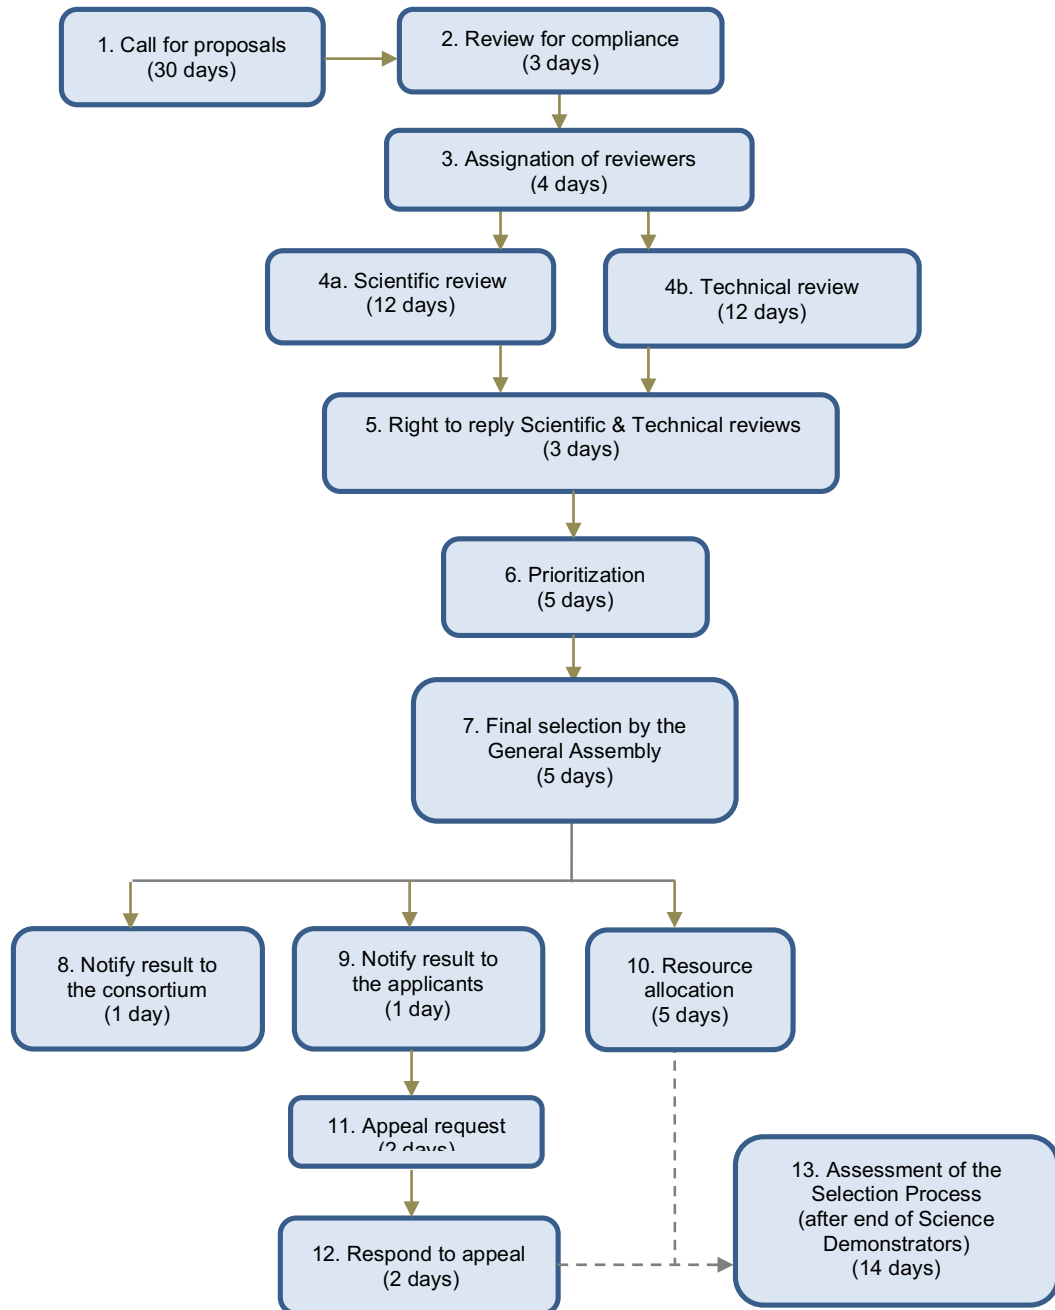 1. Call for proposals
(30 days)
2. Review for compliance
(3 days)
3. Assignation of reviewers
(4 days)
4a. Scientific review
(12 days)
4b. Technical review
(12 days)
5. Right to reply Scientific & Technical reviews
(3 days)
6. Prioritization
(5 days)
7. Final selection by the
General Assembly
(5 days)
8. Notify result to
the consortium
(1 day)
9. Notify result to
the applicants
(1 day)
10. Resource
allocation
(5 days)
11. Appeal request
(2 days)
12. Respond to appeal
(2 days)
13. Assessment of the
Selection Process
(after end of Science
Demonstrators)
(14 days)